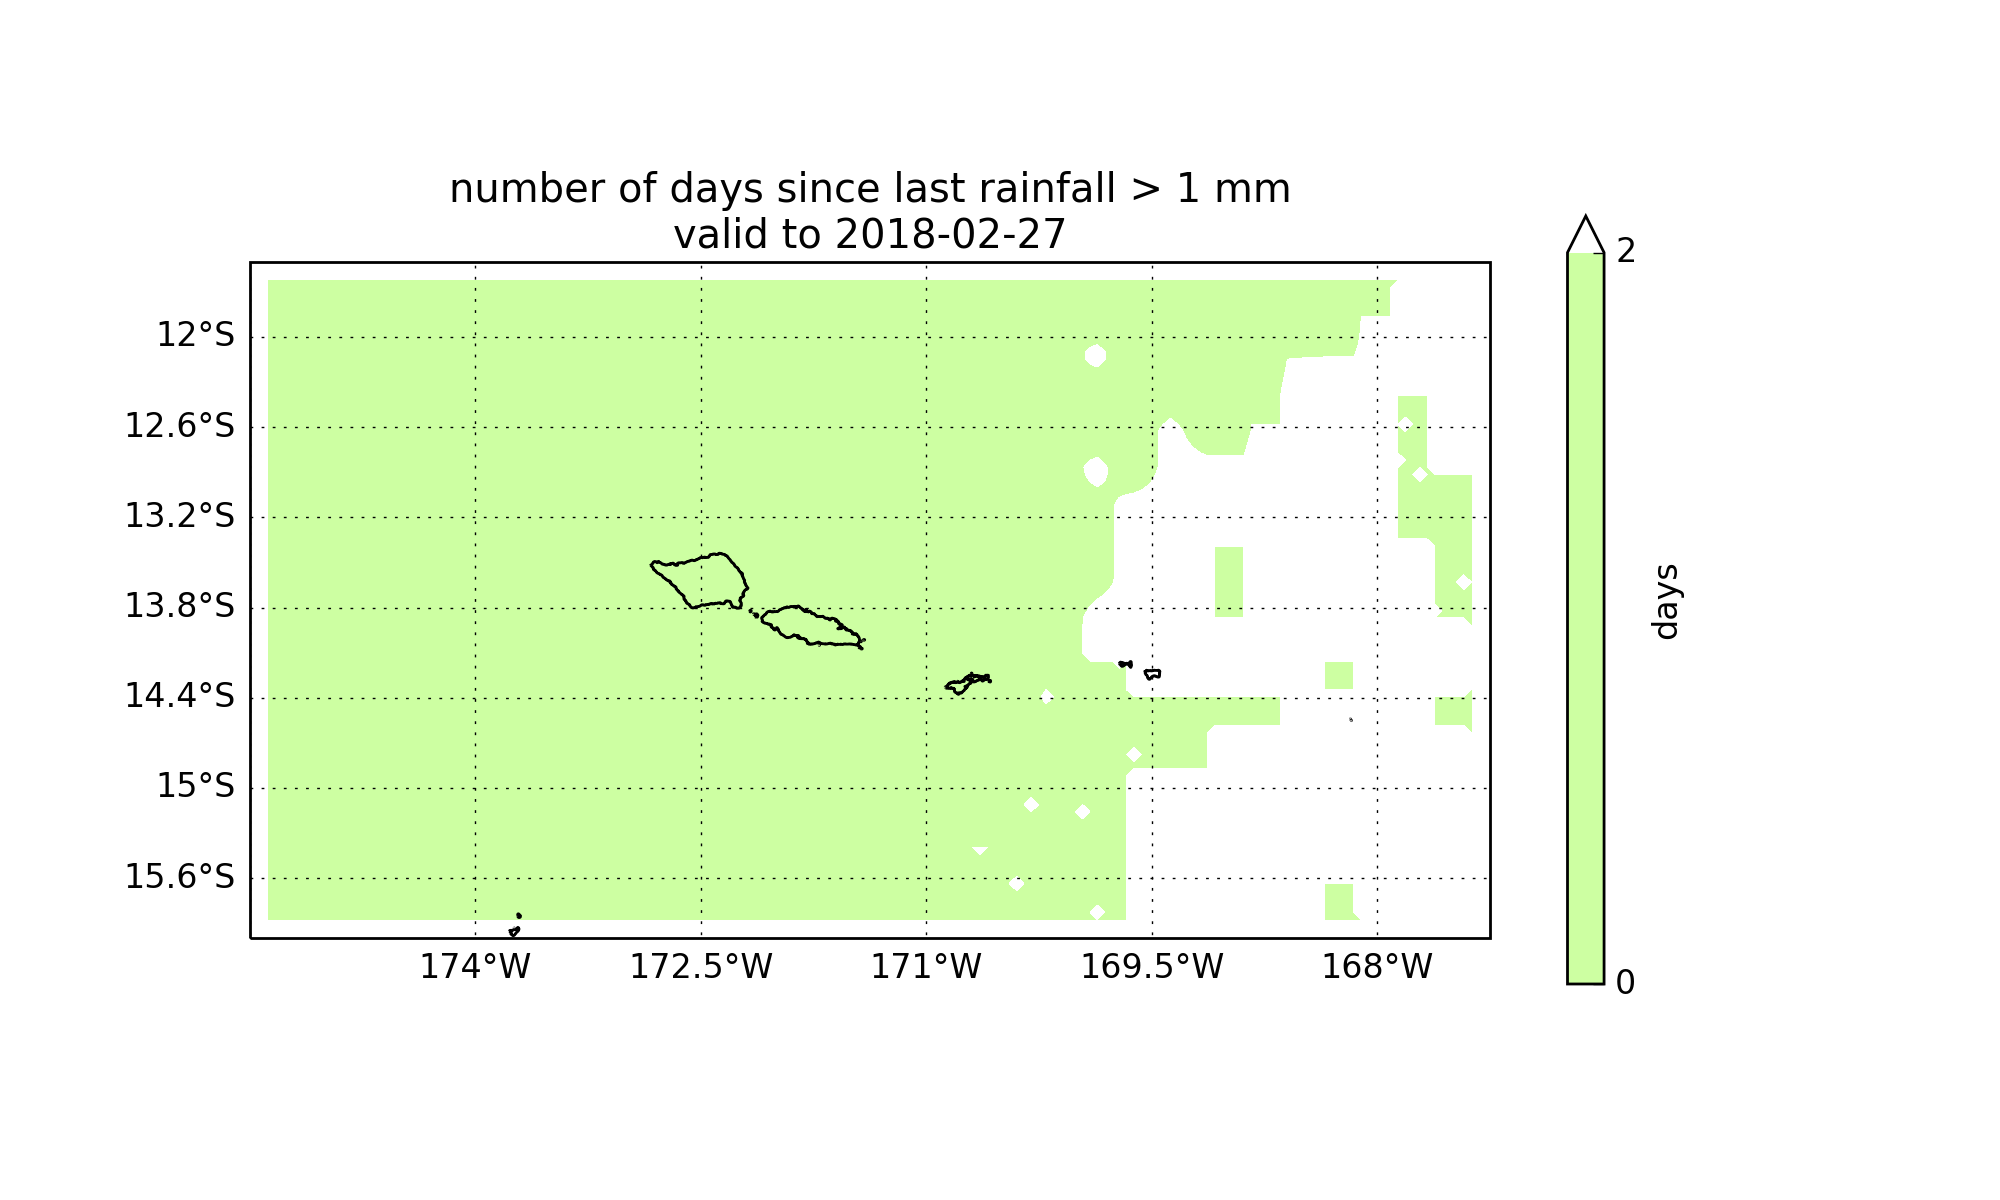 number of days since last rainfall > 1 mm
valid to 2018-02-27
2
12°S
12.6°S
13.2°S
13.8°S
14.4°S
15°S
15.6°S
174°W 172.5°W 171°W 169.5°W 168°W
days
0